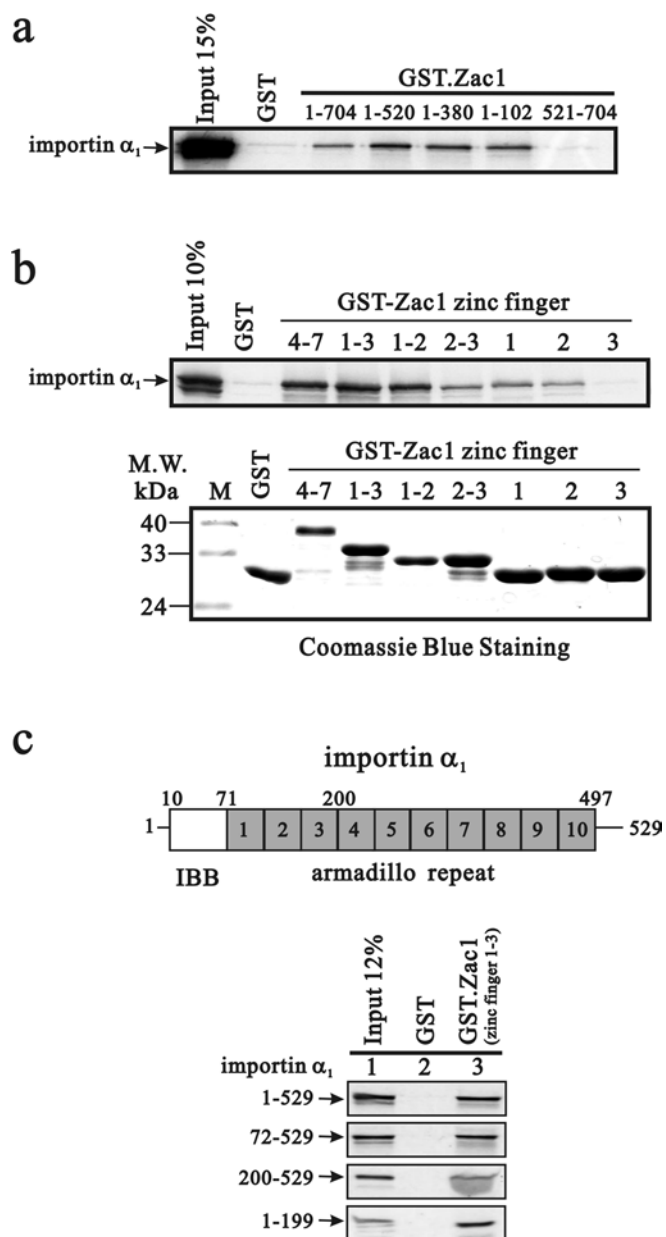 a
Input 15%
GST
GST.Zac1
1-704 1-520 1-380 1-102 521-704
importin α1
b
Input 10%
GST
GST-Zac1 zinc finger
4-7 1-3 1-2 2-3 1 2 3
importin α1
M.W.
kDa
M
GST
GST-Zac1 zinc finger
4-7 1-3 1-2 2-3 1 2 3
40
33
24
Coomassie Blue Staining
c
importin α1
10 71 200 497
1 1 2 3 4 5 6 7 8 9 10 529
IBB armadillo repeat
Input 12%
GST
GST.Zac1
(zinc finger 1-3)
importin α1 1 2 3
1-529
72-529
200-529
1-199